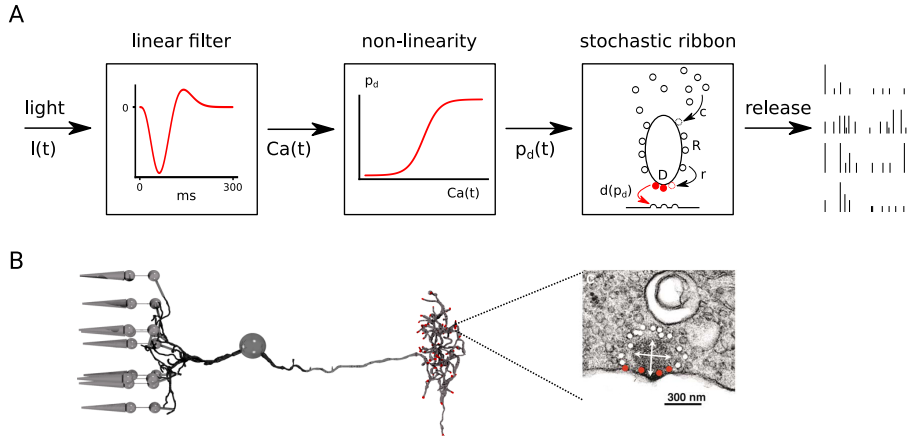 A
linear filter
non-linearity
stochastic ribbon
light
I(t)
0
0
300
ms
Ca(t)
p_d
Ca(t)
p_d(t)
c
R
D
r
d(p_d)
release
B
300 nm